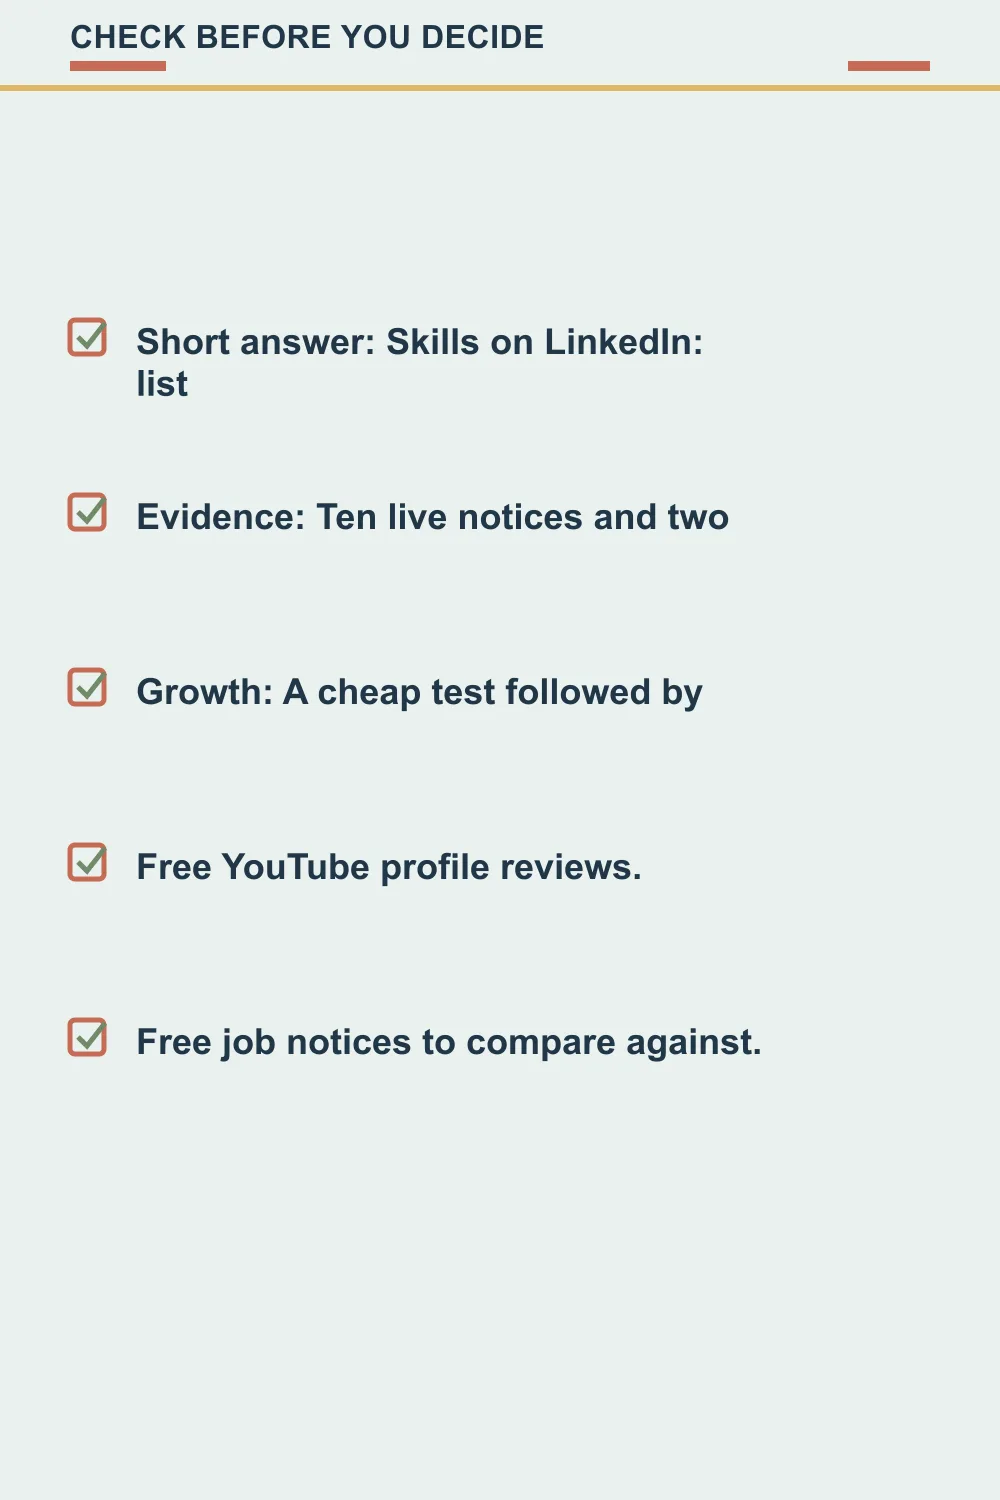 CHECK BEFORE YOU DECIDE
Short answer: Skills on LinkedIn:
list
Evidence: Ten live notices and two
Growth: A cheap test followed by
Free YouTube profile reviews.
Free job notices to compare against.